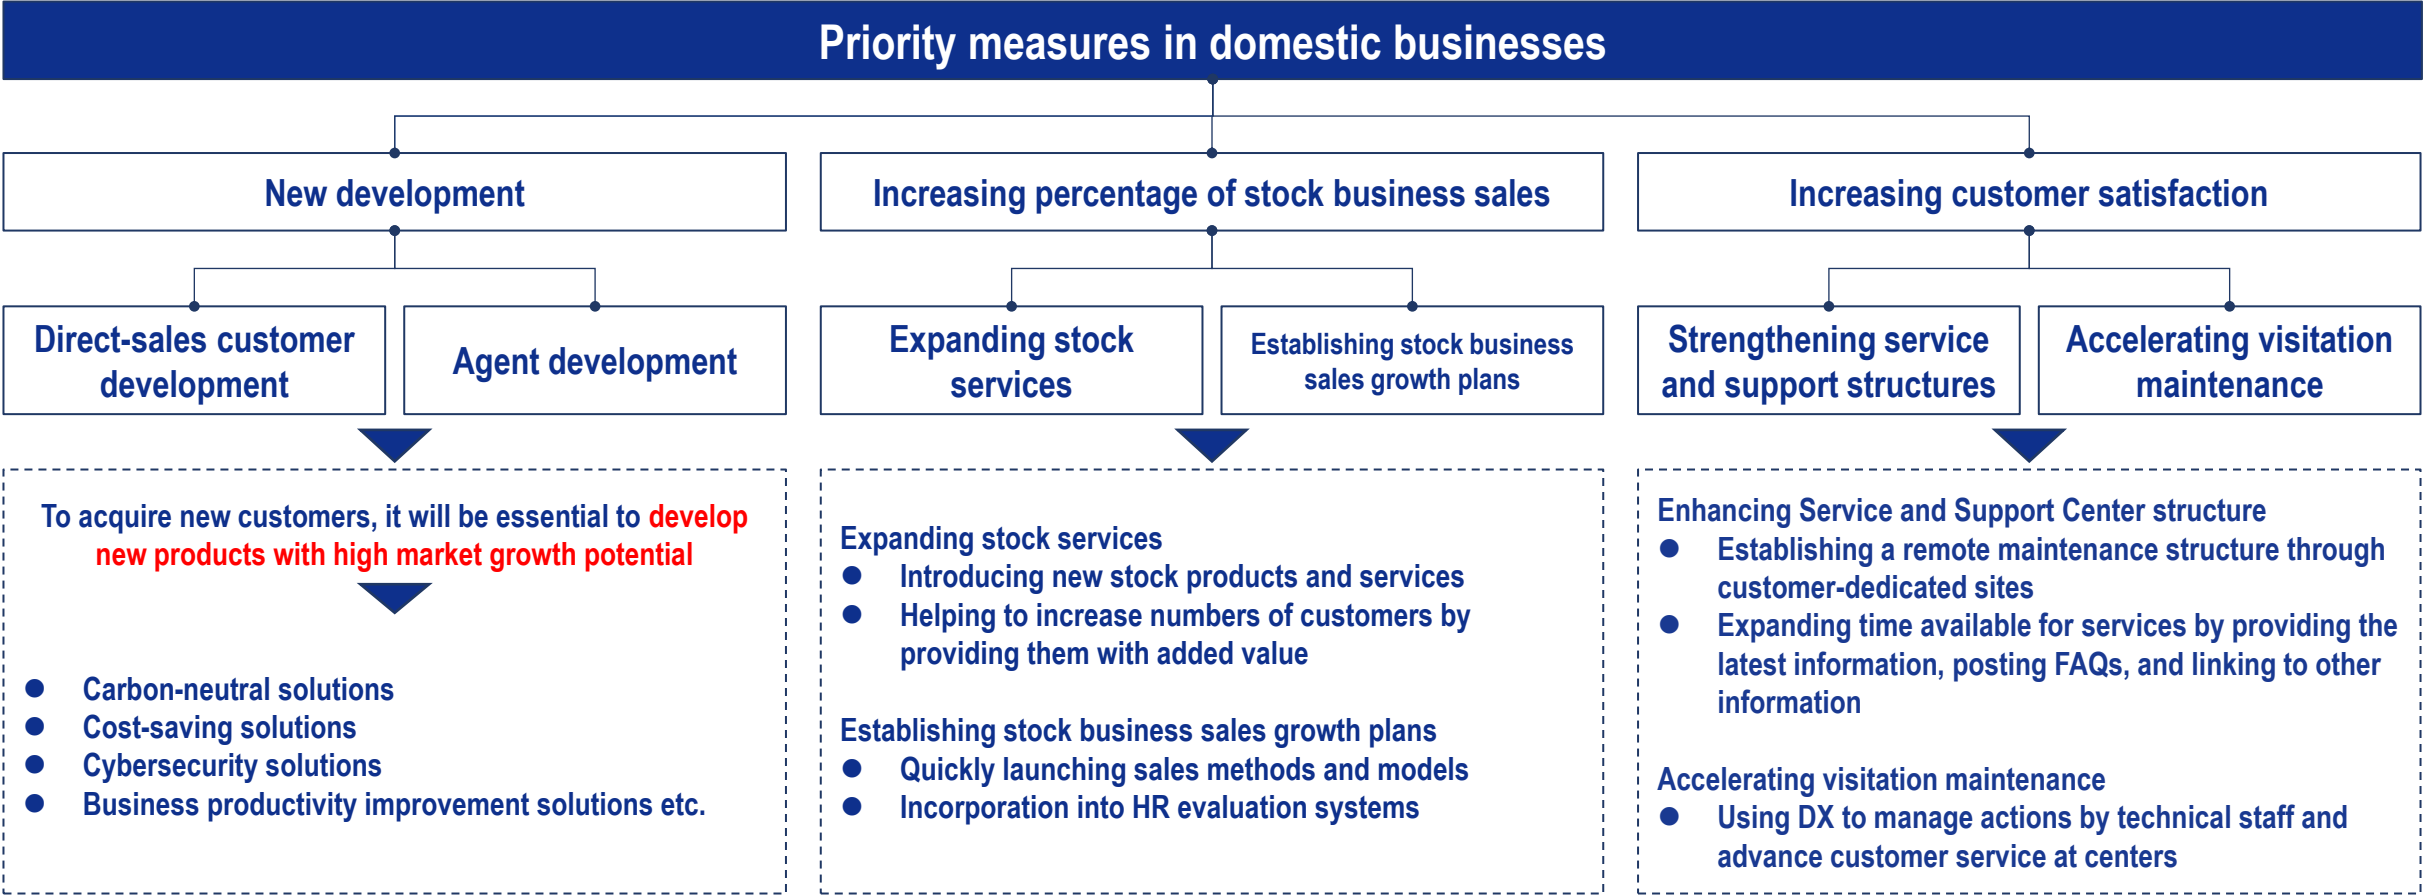 Priority measures in domestic businesses
New development
Increasing percentage of stock business sales
Increasing customer satisfaction
Direct-sales customer
development
Agent development
Expanding stock
services
Establishing stock business
sales growth plans
Strengthening service
and support structures
Accelerating visitation
maintenance
To acquire new customers, it will be essential to develop
new products with high market growth potential
● Carbon-neutral solutions
● Cost-saving solutions
● Cybersecurity solutions
● Business productivity improvement solutions etc.
Expanding stock services
● Introducing new stock products and services
● Helping to increase numbers of customers by
providing them with added value
Establishing stock business sales growth plans
● Quickly launching sales methods and models
● Incorporation into HR evaluation systems
Enhancing Service and Support Center structure
● Establishing a remote maintenance structure through
customer-dedicated sites
● Expanding time available for services by providing the
latest information, posting FAQs, and linking to other
information
Accelerating visitation maintenance
● Using DX to manage actions by technical staff and
advance customer service at centers